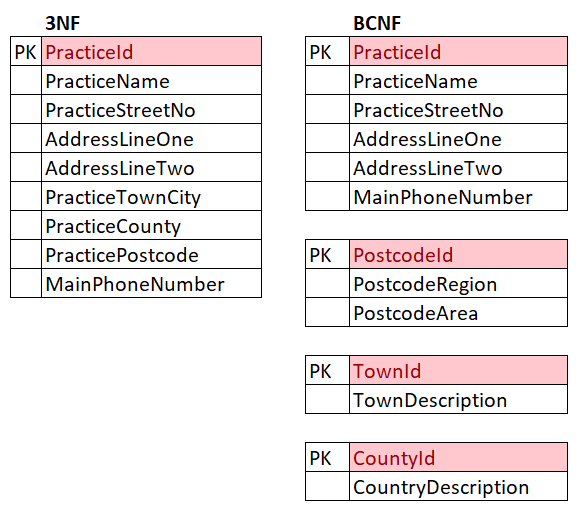 3NF
PK PracticeId
PracticeName
PracticeStreetNo
AddressLineOne
AddressLineTwo
PracticeTownCity
PracticeCounty
PracticePostcode
MainPhoneNumber
BCNF
PK PracticeId
PracticeName
PracticeStreetNo
AddressLineOne
AddressLineTwo
MainPhoneNumber
PK PostcodeId
PostcodeRegion
PostcodeArea
PK TownId
TownDescription
PK CountyId
CountryDescription